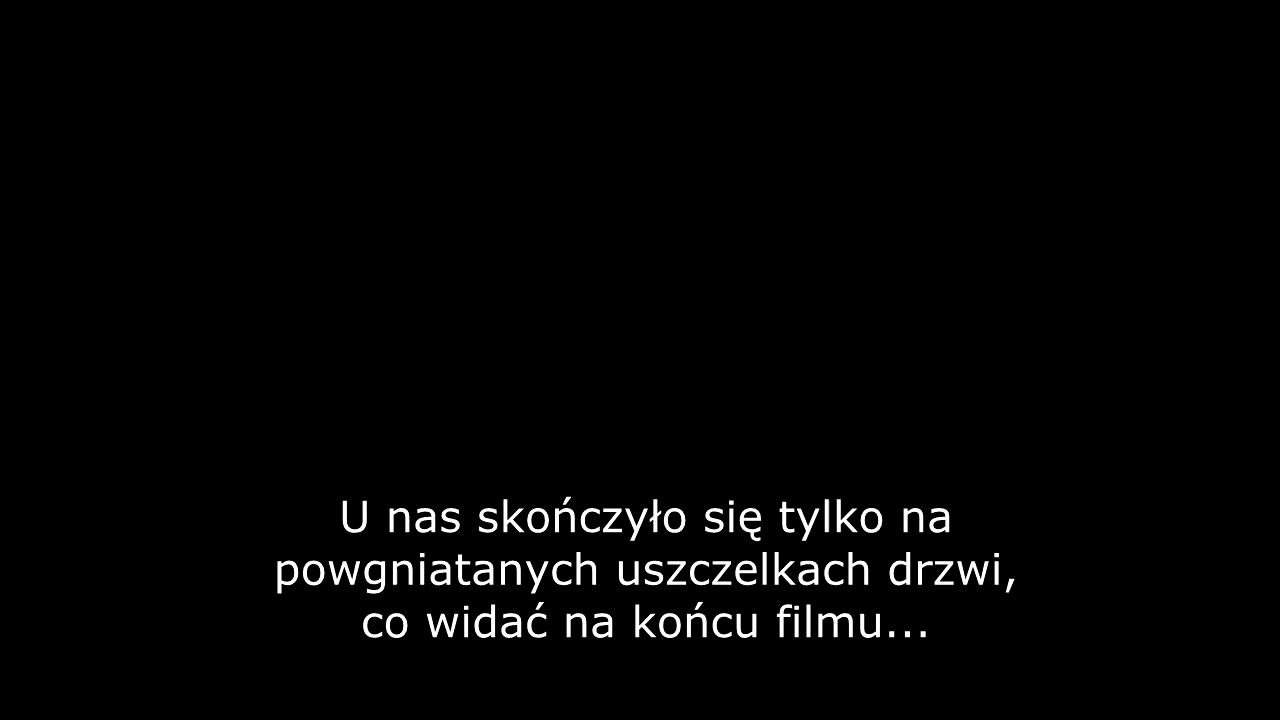 U nas skończyło się tylko na
powgniatanych uszczelkach drzwi,
co widać na końcu filmu...